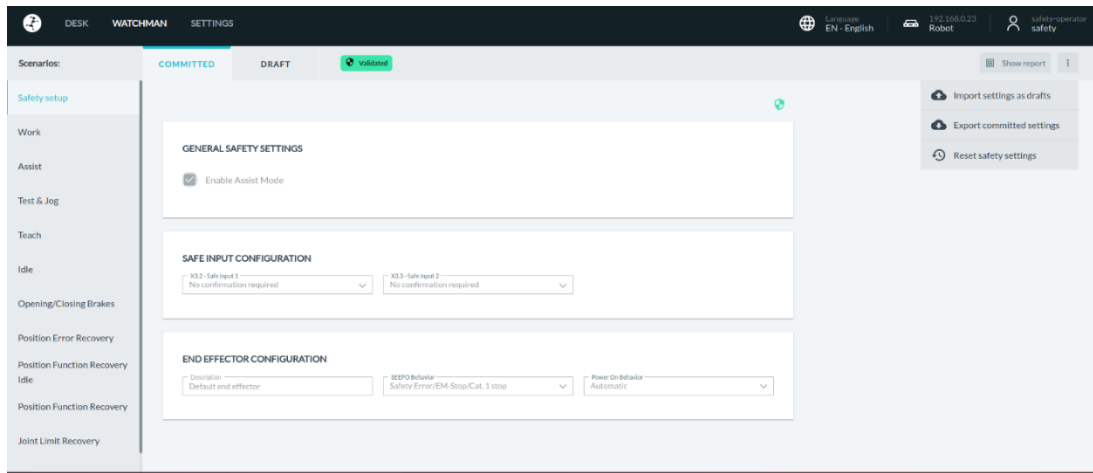 DESK WATCHMAN SETTINGS
Language
EN - English
192.168.0.23
Robot
safety-operator
safety
Scenarios:
COMMITTED DRAFT Validated Show report
Safety setup
Work
Assist
Test & Jog
Teach
Idle
Opening/Closing Brakes
Position Error Recovery
Position Function Recovery
Idle
Position Function Recovery
Joint Limit Recovery
Import settings as drafts
Export committed settings
Reset safety settings
GENERAL SAFETY SETTINGS
Enable Assist Mode
SAFE INPUT CONFIGURATION
X3.2 - Safe Input 1
No confirmation required
X3.3 - Safe Input 2
No confirmation required
END EFFECTOR CONFIGURATION
Description
Default end effector
SEEPO Behavior
Safety Error/EM-Stop/Cat. 1 stop
Power On Behavior
Automatic